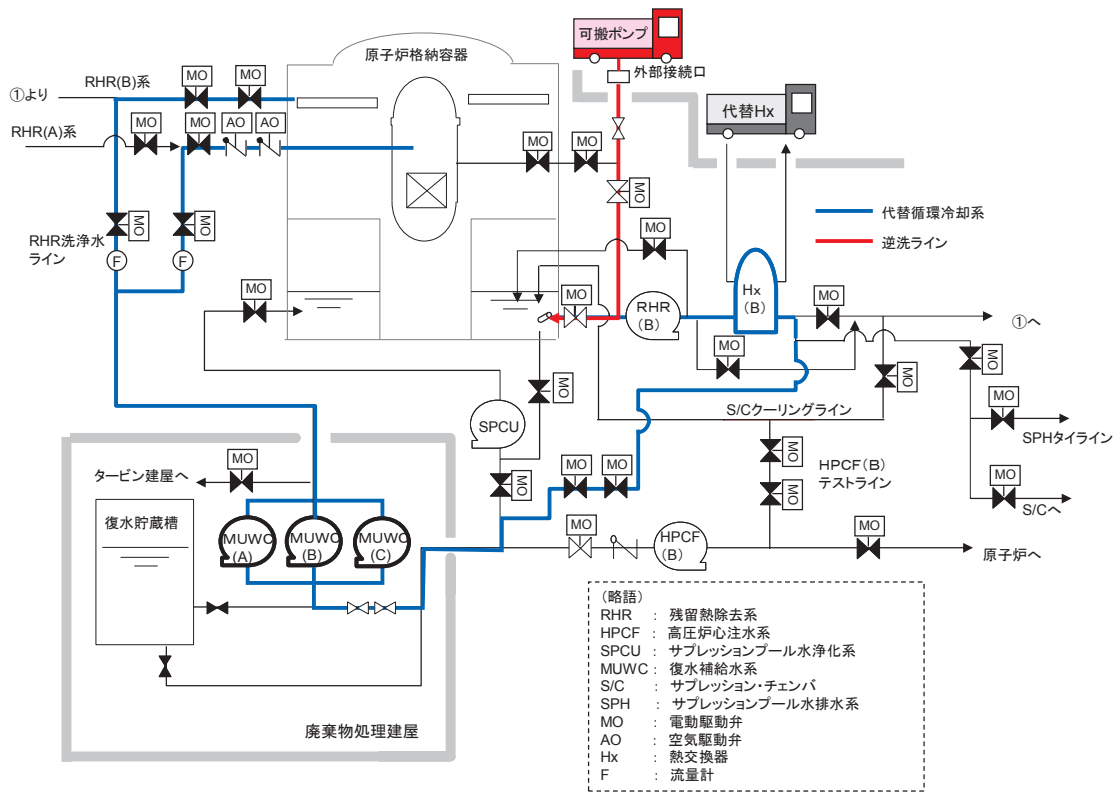 可搬ポンプ
外部接続口
原子炉格納容器
代替Hx
①より
RHR(B)系
MO
MO
RHR(A)系
MO
MO
AO
AO
MO
MO
MO
代替循環冷却系
逆洗ライン
RHR洗浄水
ライン
MO
MO
F
F
MO
MO
MO
RHR
(B)
Hx
(B)
MO
①へ
MO
MO
MO
MO
SPHタイライン
MO
S/Cへ
MO
S/Cクーリングライン
SPCU
MO
MO
MO
MO
MO
HPCF(B)
テストライン
タービン建屋へ
MO
復水貯蔵槽
MUWC
(A)
MUWC
(B)
MUWC
(C)
MO
HPCF
(B)
MO
原子炉へ
廃棄物処理建屋
(略語)
RHR : 残留熱除去系
HPCF : 高圧炉心注水系
SPCU : サプレッションプール水浄化系
MUWC : 復水補給水系
S/C : サプレッション・チェンバ
SPH : サプレッションプール水排水系
MO : 電動駆動弁
AO : 空気駆動弁
Hx : 熱交換器
F : 流量計